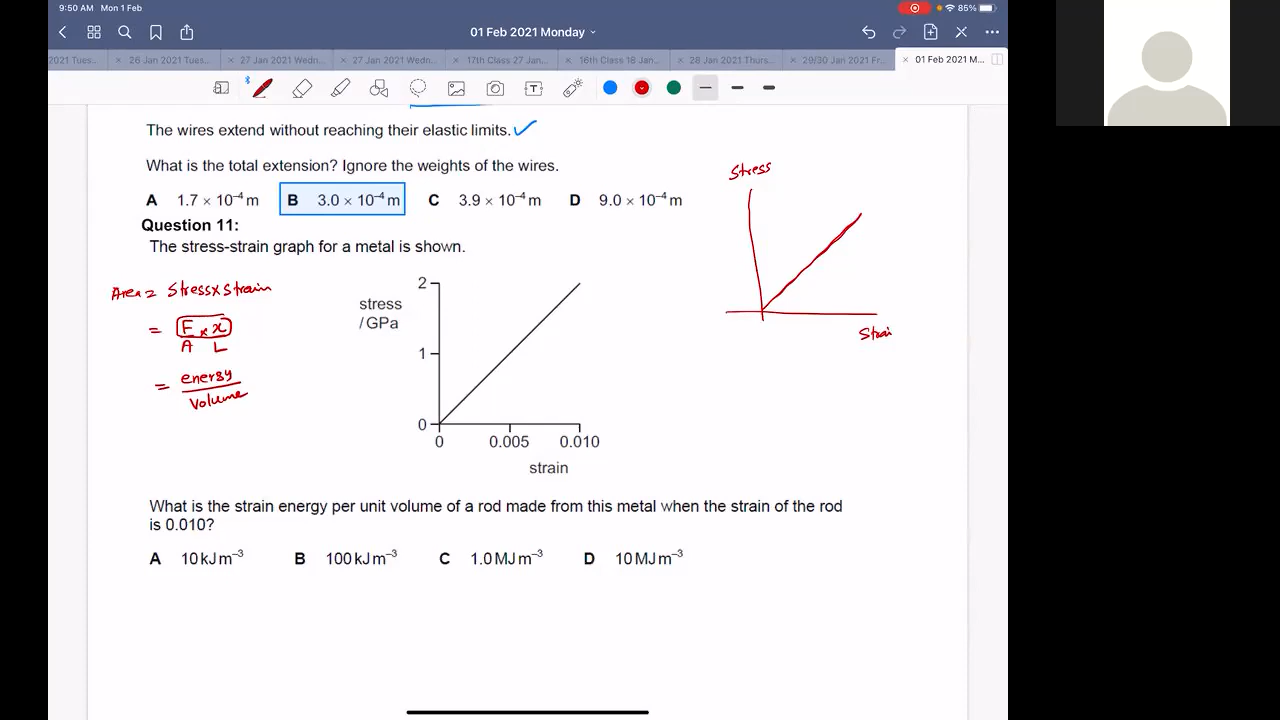 9:50 AM Mon 1 Feb
85%
01 Feb 2021 Monday
2021 Tues...
26 Jan 2021 Tues...
27 Jan 2021 Wedn...
27 Jan 2021 Wedn...
17th Class 27 Jan...
16th Class 18 Jan...
28 Jan 2021 Thurs...
29/30 Jan 2021 Fr...
01 Feb 2021 M...
The wires extend without reaching their elastic limits. ✓
What is the total extension? Ignore the weights of the wires.
A 1.7 × 10⁻⁴ m B 3.0 × 10⁻⁴ m C 3.9 × 10⁻⁴ m D 9.0 × 10⁻⁴ m
Question 11:
The stress-strain graph for a metal is shown.
Area = Stress x Strain
= F x x
A L
= energy
volume
stress
/GPa
2
1
0
0 0.005 0.010
strain
Stress
Strai
What is the strain energy per unit volume of a rod made from this metal when the strain of the rod
is 0.010?
A 10 kJ m⁻³ B 100 kJ m⁻³ C 1.0 MJ m⁻³ D 10 MJ m⁻³